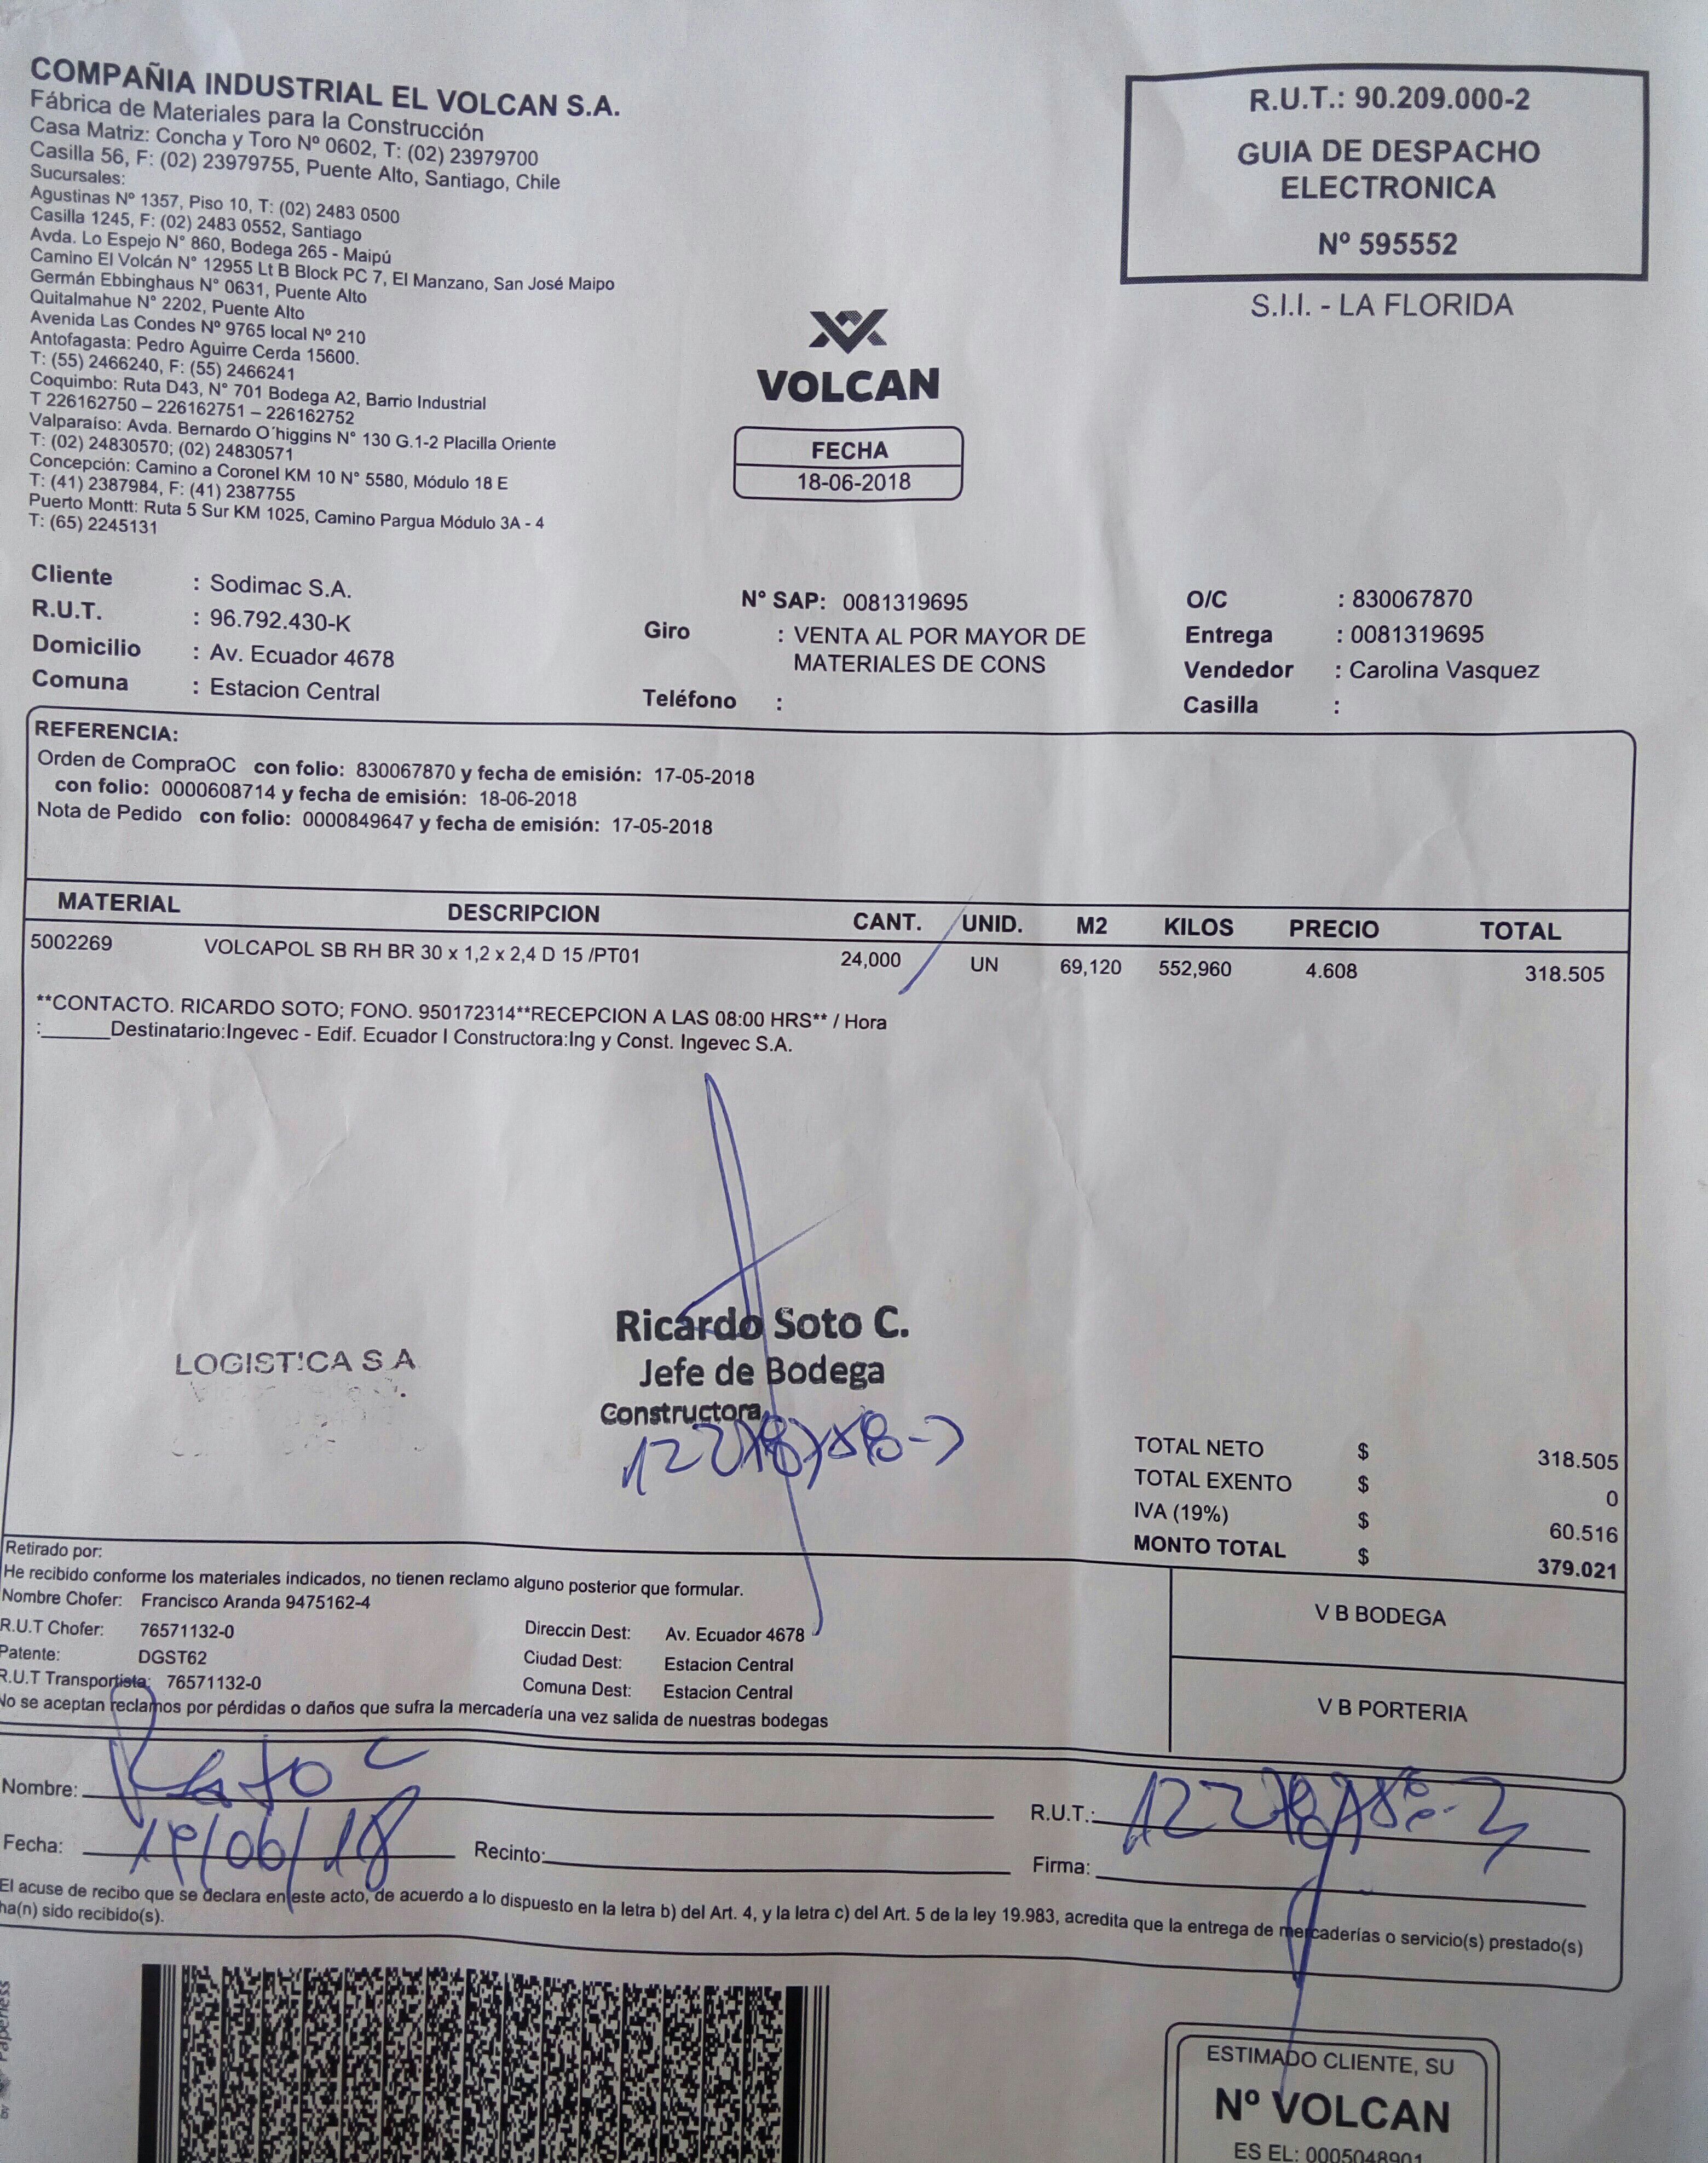 COMPAÑIA INDUSTRIAL EL VOLCAN S.A.
Fábrica de Materiales para la Construcción
Casa Matriz: Concha y Toro Nº 0602, T: (02) 23979700
Casilla 56, F: (02) 23979755, Puente Alto, Santiago, Chile
Sucursales:
Agustinas Nº 1357, Piso 10, T: (02) 2483 0500
Casilla 1245, F: (02) 2483 0552, Santiago
Avda. Lo Espejo N° 860, Bodega 265 - Maipú
Camino El Volcán N° 12955 Lt B Block PC 7, El Manzano, San José Maipo
Germán Ebbinghaus N° 0631, Puente Alto
Quitalmahue N° 2202, Puente Alto
Avenida Las Condes Nº 9765 local Nº 210
Antofagasta: Pedro Aguirre Cerda 15600.
T: (55) 2466240, F: (55) 2466241
Coquimbo: Ruta D43, N° 701 Bodega A2, Barrio Industrial
T 226162750 – 226162751 – 226162752
Valparaíso: Avda. Bernardo O´higgins N° 130 G.1-2 Placilla Oriente
T: (02) 24830570; (02) 24830571
Concepción: Camino a Coronel KM 10 N° 5580, Módulo 18 E
T: (41) 2387984, F: (41) 2387755
Puerto Montt: Ruta 5 Sur KM 1025, Camino Pargua Módulo 3A - 4
T: (65) 2245131
R.U.T.: 90.209.000-2
GUIA DE DESPACHO
ELECTRONICA
Nº 595552
S.I.I. - LA FLORIDA
VOLCAN
FECHA
18-06-2018
Cliente : Sodimac S.A.
R.U.T. : 96.792.430-K
Domicilio : Av. Ecuador 4678
Comuna : Estacion Central
N° SAP: 0081319695
Giro : VENTA AL POR MAYOR DE
MATERIALES DE CONS
Teléfono :
O/C : 830067870
Entrega : 0081319695
Vendedor : Carolina Vasquez
Casilla :
REFERENCIA:
Orden de CompraOC con folio: 830067870 y fecha de emisión: 17-05-2018
con folio: 0000608714 y fecha de emisión: 18-06-2018
Nota de Pedido con folio: 0000849647 y fecha de emisión: 17-05-2018
MATERIAL DESCRIPCION CANT. UNID. M2 KILOS PRECIO TOTAL
5002269 VOLCAPOL SB RH BR 30 x 1,2 x 2,4 D 15 /PT01 24,000 UN 69,120 552,960 4.608 318.505
**CONTACTO. RICARDO SOTO; FONO. 950172314**RECEPCION A LAS 08:00 HRS** / Hora
:______Destinatario:Ingevec - Edif. Ecuador I Constructora:Ing y Const. Ingevec S.A.
LOGISTICA S A
Ricardo Soto C.
Jefe de Bodega
Constructora
TOTAL NETO $ 318.505
TOTAL EXENTO $ 0
IVA (19%) $ 60.516
MONTO TOTAL $ 379.021
Retirado por:
He recibido conforme los materiales indicados, no tienen reclamo alguno posterior que formular.
Nombre Chofer: Francisco Aranda 9475162-4
R.U.T Chofer: 76571132-0
Patente: DGST62
R.U.T Transportista: 76571132-0
Direccin Dest: Av. Ecuador 4678
Ciudad Dest: Estacion Central
Comuna Dest: Estacion Central
No se aceptan reclamos por pérdidas o daños que sufra la mercadería una vez salida de nuestras bodegas
V B BODEGA
V B PORTERIA
Nombre:
R.U.T.:
Fecha: 19/06/18 Recinto:
Firma:
El acuse de recibo que se declara en este acto, de acuerdo a lo dispuesto en la letra b) del Art. 4, y la letra c) del Art. 5 de la ley 19.983, acredita que la entrega de mercaderías o servicio(s) prestado(s)
ha(n) sido recibido(s).
by Paperless
ESTIMADO CLIENTE, SU
Nº VOLCAN
ES EL: 0005048901